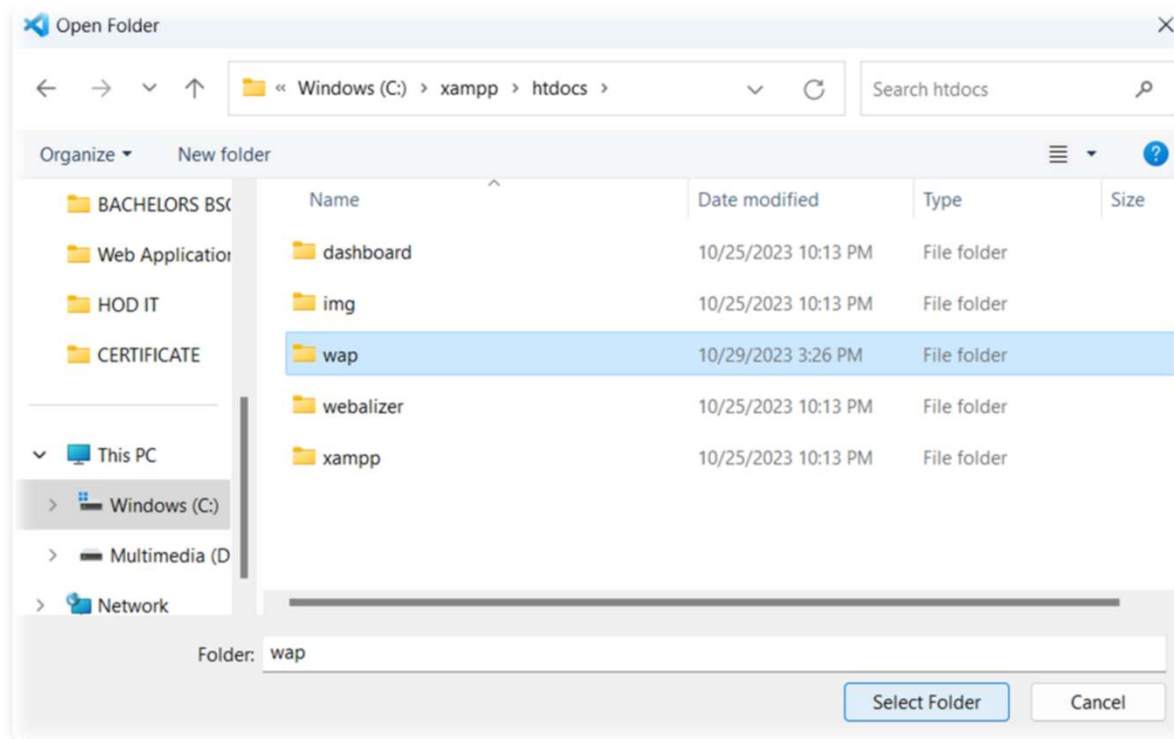 Open Folder
« Windows (C:) > xampp > htdocs >
Search htdocs
Organize
New folder
BACHELORS BS(
Web Application
HOD IT
CERTIFICATE
This PC
Windows (C:)
Multimedia (D
Network
Name Date modified Type Size
dashboard 10/25/2023 10:13 PM File folder
img 10/25/2023 10:13 PM File folder
wap 10/29/2023 3:26 PM File folder
webalizer 10/25/2023 10:13 PM File folder
xampp 10/25/2023 10:13 PM File folder
Folder: wap
Select Folder
Cancel